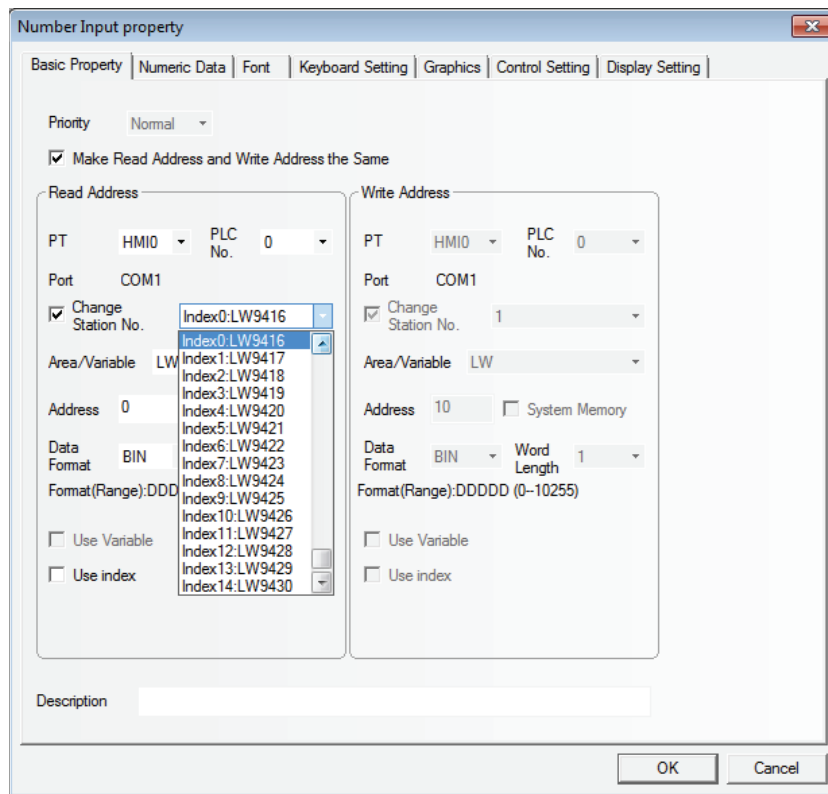 Number Input property
Basic Property Numeric Data Font Keyboard Setting Graphics Control Setting Display Setting
Priority Normal
Make Read Address and Write Address the Same
Read Address
PT HMI0 PLC No. 0
Port COM1
Change Station No. Index0:LW9416
Index0:LW9416
Index1:LW9417
Index2:LW9418
Index3:LW9419
Index4:LW9420
Index5:LW9421
Index6:LW9422
Index7:LW9423
Index8:LW9424
Index9:LW9425
Index10:LW9426
Index11:LW9427
Index12:LW9428
Index13:LW9429
Index14:LW9430
Area/Variable LW
Address 0
Data Format BIN
Format(Range):DDD
Use Variable
Use index
Write Address
PT HMI0 PLC No. 0
Port COM1
Change Station No. 1
Area/Variable LW
Address 10 System Memory
Data Format BIN Word Length 1
Format(Range):DDDDD (0--10255)
Use Variable
Use index
Description
OK Cancel